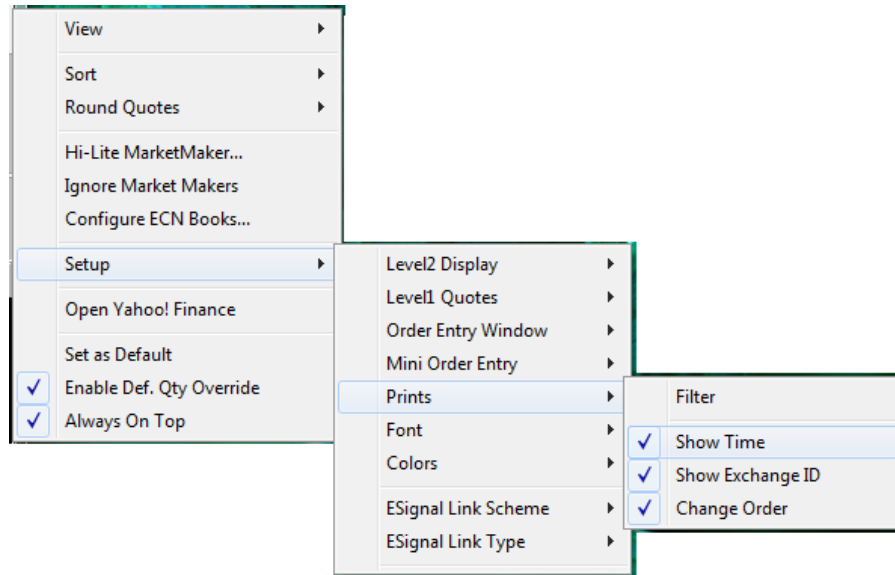 View
Sort
Round Quotes
Hi-Lite MarketMaker...
Ignore Market Makers
Configure ECN Books...
Setup
Open Yahoo! Finance
Set as Default
Enable Def. Qty Override
Always On Top
Level2 Display
Level1 Quotes
Order Entry Window
Mini Order Entry
Prints
Font
Colors
ESignal Link Scheme
ESignal Link Type
Filter
Show Time
Show Exchange ID
Change Order